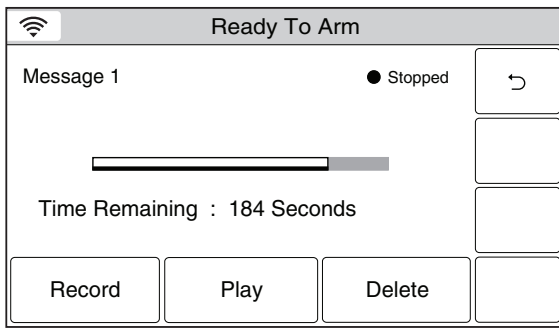 Ready To Arm
Message 1
Stopped
Time Remaining : 184 Seconds
Record
Play
Delete